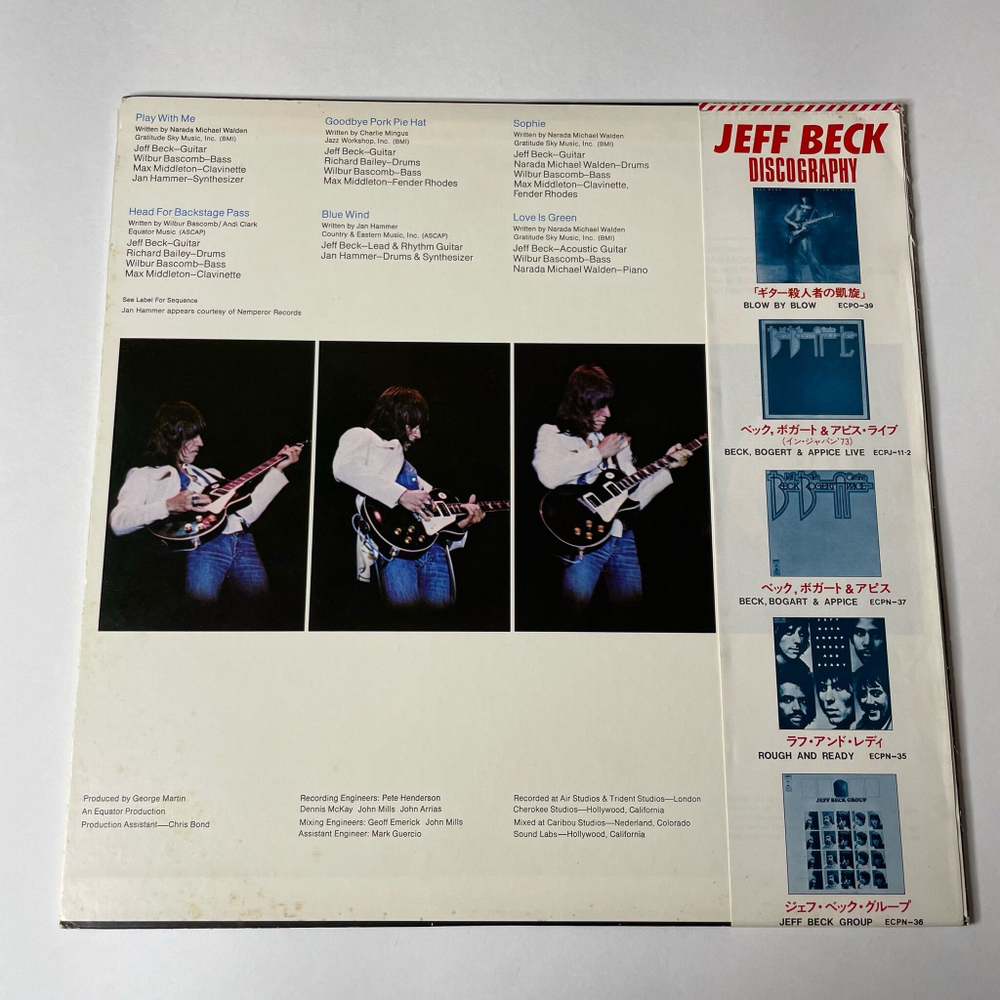 Play With Me
Written by Narada Michael Walden
Gratitude Sky Music, Inc. (BMI)
Jeff Beck—Guitar
Wilbur Bascomb—Bass
Max Middleton—Clavinette
Jan Hammer—Synthesizer
Goodbye Pork Pie Hat
Written by Charlie Mingus
Jazz Workshop, Inc. (BMI)
Jeff Beck—Guitar
Richard Bailey—Drums
Wilbur Bascomb—Bass
Max Middleton—Fender Rhodes
Sophie
Written by Narada Michael Walden
Gratitude Sky Music, Inc. (BMI)
Jeff Beck—Guitar
Narada Michael Walden—Drums
Wilbur Bascomb—Bass
Max Middleton—Clavinette,
Fender Rhodes
Head For Backstage Pass
Written by Wilbur Bascomb/Andi Clark
Equator Music (ASCAP)
Jeff Beck—Guitar
Richard Bailey—Drums
Wilbur Bascomb—Bass
Max Middleton—Clavinette
Blue Wind
Written by Jan Hammer
Country & Eastern Music, Inc. (ASCAP)
Jeff Beck—Lead & Rhythm Guitar
Jan Hammer—Drums & Synthesizer
Love Is Green
Written by Narada Michael Walden
Gratitude Sky Music, Inc. (BMI)
Jeff Beck—Acoustic Guitar
Wilbur Bascomb—Bass
Narada Michael Walden—Piano
See Label For Sequence
Jan Hammer appears courtesy of Nemperor Records
Produced by George Martin
An Equator Production
Production Assistant—Chris Bond
Recording Engineers: Pete Henderson
Dennis McKay John Mills John Arrias
Mixing Engineers: Geoff Emerick John Mills
Assistant Engineer: Mark Guercio
Recorded at Air Studios & Trident Studios—London
Cherokee Studios—Hollywood, California
Mixed at Caribou Studios—Nederland, Colorado
Sound Labs—Hollywood, California
JEFF BECK
DISCOGRAPHY
「ギター殺人者の凱旋」
BLOW BY BLOW ECPO-39
ベック,ボガート&アピス・ライブ
(イン・ジャパン'73)
BECK, BOGERT & APPICE LIVE ECPJ-11·2
BECK BOGERT APPICE
ベック,ボガート&アピス
BECK, BOGART & APPICE ECPN-37
JEFF
BECK
GROUP
ROUGH
AND
READY
ラフ・アンド・レディ
ROUGH AND READY ECPN-35
JEFF BECK GROUP
ジェフ・ベック・グループ
JEFF BECK GROUP ECPN-36